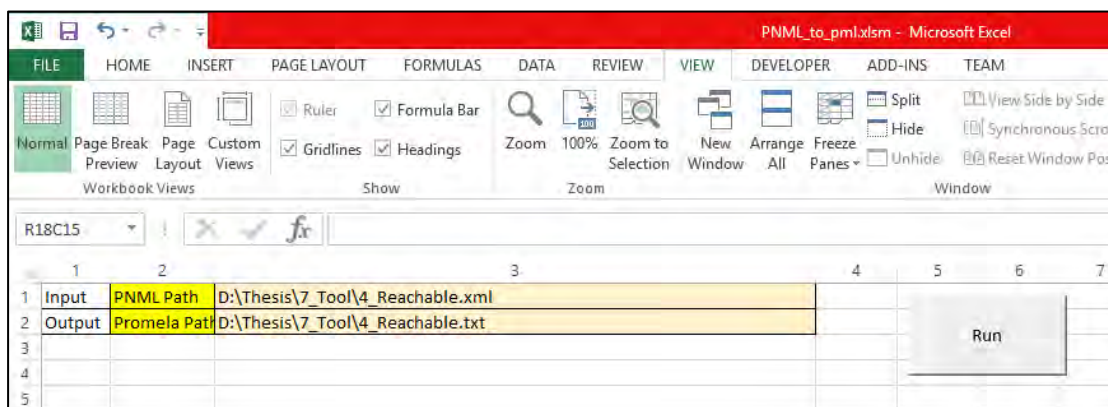 PNML_to_pml.xlsm - Microsoft Excel
FILE HOME INSERT PAGE LAYOUT FORMULAS DATA REVIEW VIEW DEVELOPER ADD-INS TEAM
Ruler Formula Bar Split View Side by Side
Hide Synchronous Scro
Gridlines Headings
Normal Page Break Page Custom Zoom 100% Zoom to New Arrange Freeze
Preview Layout Views Selection Window All Panes Unhide Reset Window Pos
Workbook Views Show Zoom Window
R18C15 fx
1 2 3 4 5 6 7
1 Input PNML Path D:\Thesis\7_Tool\4_Reachable.xml
2 Output Promela Path D:\Thesis\7_Tool\4_Reachable.txt
Run
3
4
5